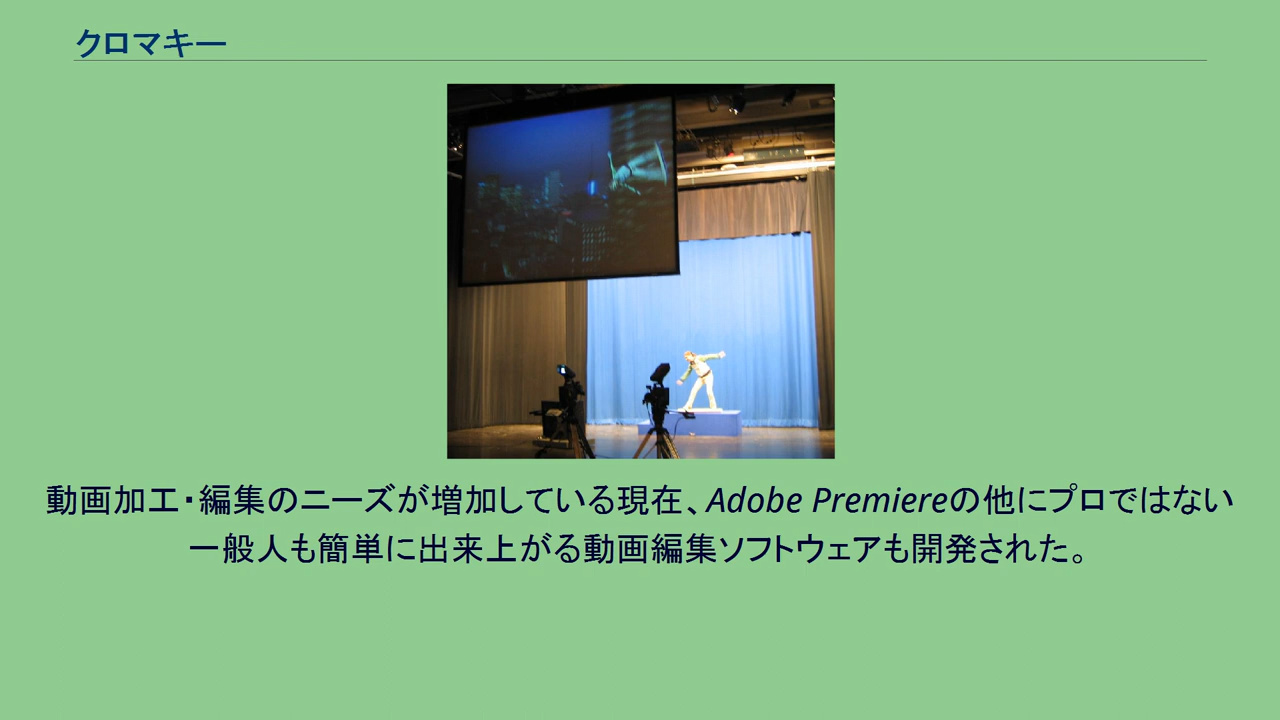 クロマキー
動画加工・編集のニーズが増加している現在、Adobe Premiereの他にプロではない
一般人も簡単に出来上がる動画編集ソフトウェアも開発された。